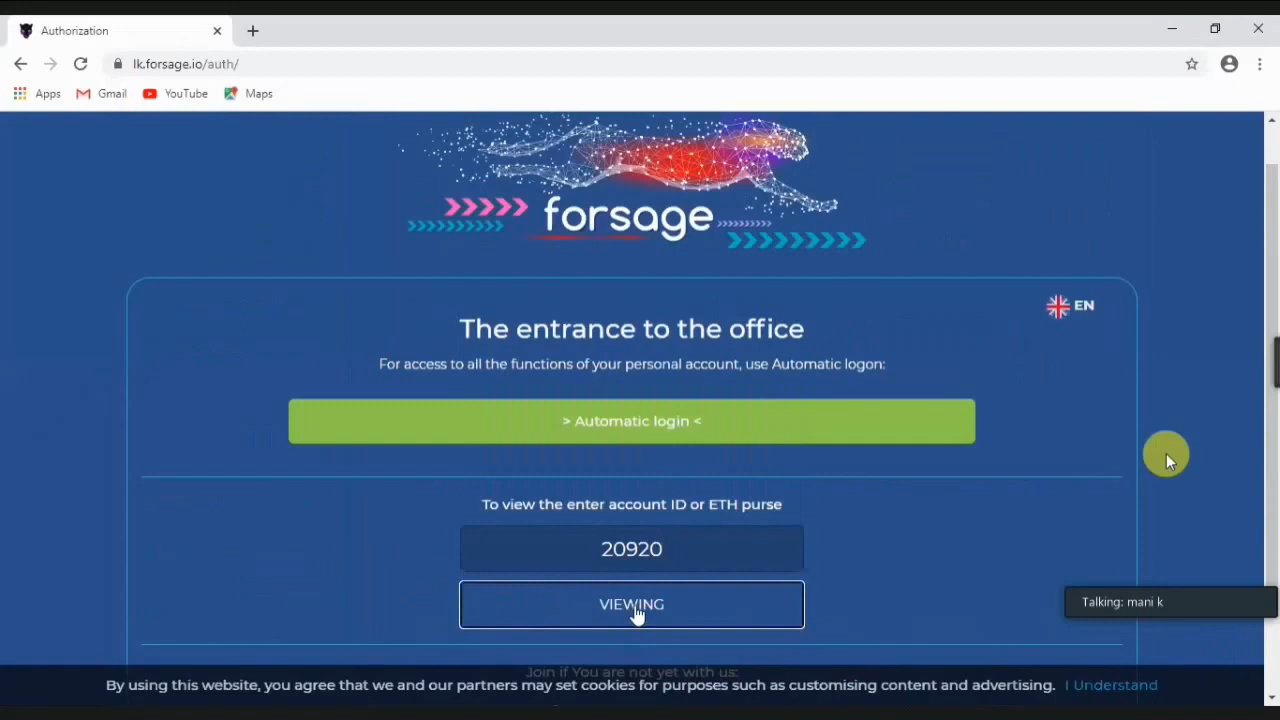 Authorization
lk.forsage.io/auth/
Apps Gmail YouTube Maps
forsage
EN
The entrance to the office
For access to all the functions of your personal account, use Automatic logon:
> Automatic login <
To view the enter account ID or ETH purse
20920
VIEWING
Talking: mani k
Join if You are not yet with us:
By using this website, you agree that we and our partners may set cookies for purposes such as customising content and advertising. I Understand